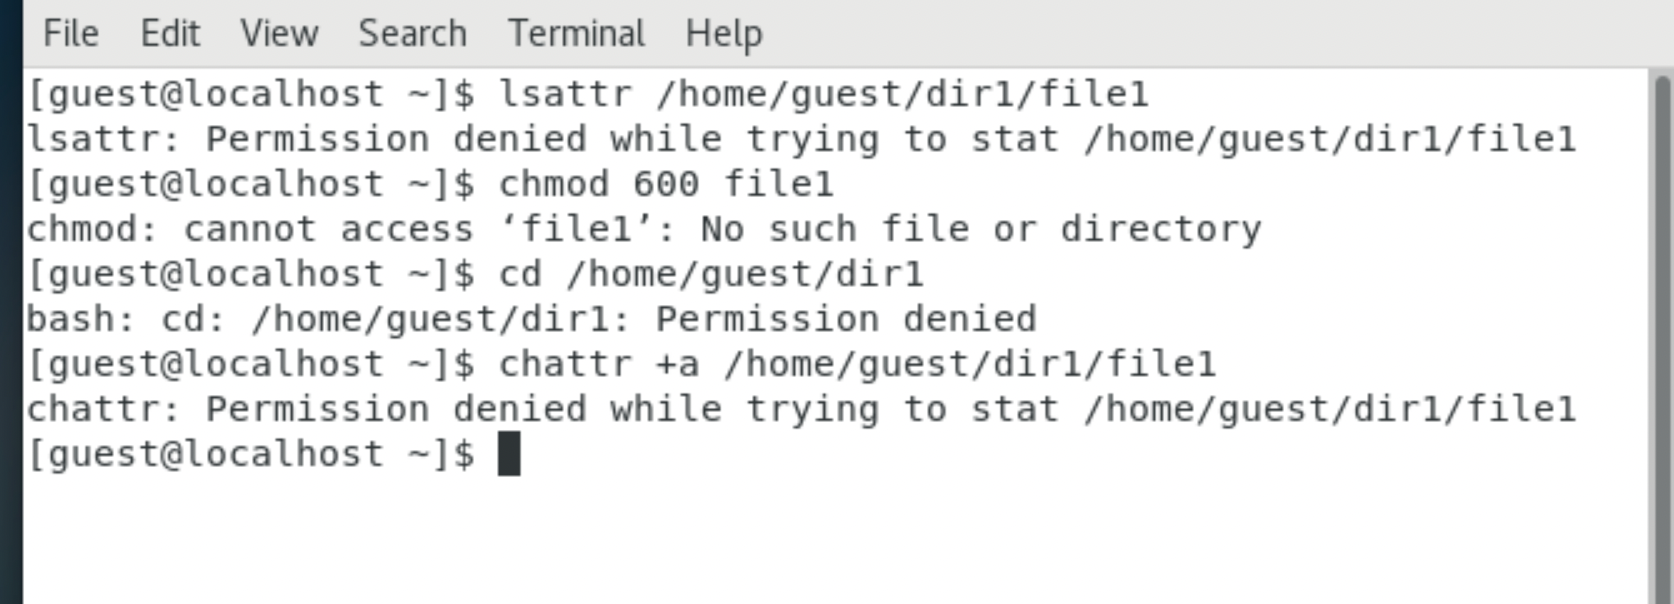 File Edit View Search Terminal Help
[guest@localhost ~]$ lsattr /home/guest/dir1/file1
lsattr: Permission denied while trying to stat /home/guest/dir1/file1
[guest@localhost ~]$ chmod 600 file1
chmod: cannot access ‘file1’: No such file or directory
[guest@localhost ~]$ cd /home/guest/dir1
bash: cd: /home/guest/dir1: Permission denied
[guest@localhost ~]$ chattr +a /home/guest/dir1/file1
chattr: Permission denied while trying to stat /home/guest/dir1/file1
[guest@localhost ~]$